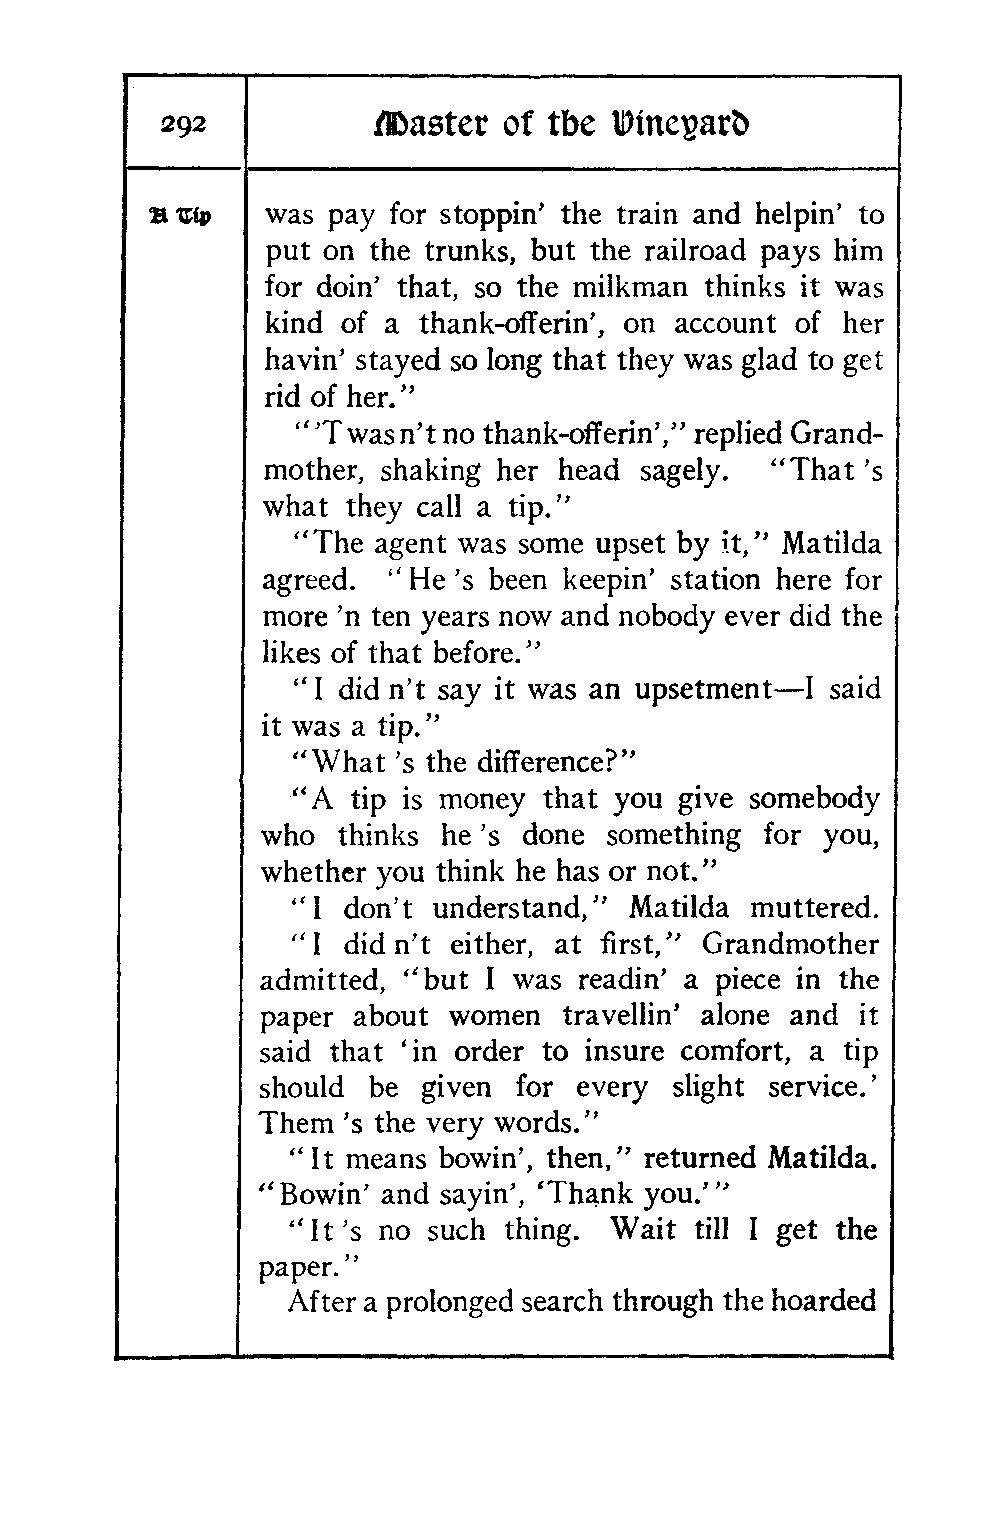 292
Master of the Vineyard
A Tip
was pay for stoppin’ the train and helpin’ to
put on the trunks, but the railroad pays him
for doin’ that, so the milkman thinks it was
kind of a thank-offerin’, on account of her
havin’ stayed so long that they was glad to get
rid of her.”
“’T wasn’t no thank-offerin’,” replied Grand-
mother, shaking her head sagely. “That ’s
what they call a tip.”
“The agent was some upset by it,” Matilda
agreed. “He ’s been keepin’ station here for
more ’n ten years now and nobody ever did the
likes of that before.”
“I did n’t say it was an upsetment—I said
it was a tip.”
“What ’s the difference?”
“A tip is money that you give somebody
who thinks he ’s done something for you,
whether you think he has or not.”
“I don’t understand,” Matilda muttered.
“I did n’t either, at first,” Grandmother
admitted, “but I was readin’ a piece in the
paper about women travellin’ alone and it
said that ‘in order to insure comfort, a tip
should be given for every slight service.’
Them ’s the very words.”
“It means bowin’, then,” returned Matilda.
“Bowin’ and sayin’, ‘Thank you.’”
“It ’s no such thing. Wait till I get the
paper.”
After a prolonged search through the hoarded